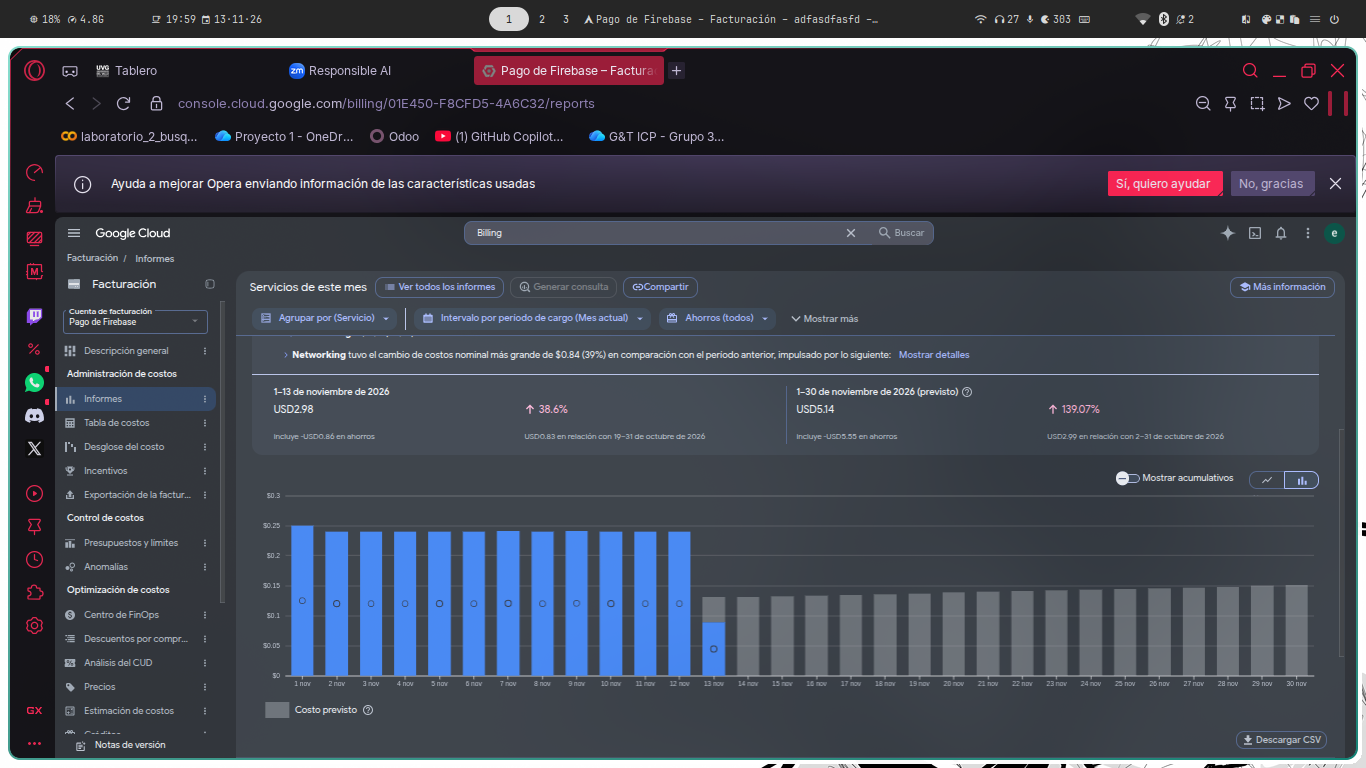 18% 4.8G 19:59 13·11·26 1 2 3 Pago de Firebase – Facturación – adfasdfasfd –… 27 303 2
UVG Tablero zm Responsible AI Pago de Firebase – Factura
console.cloud.google.com/billing/01E450-F8CFD5-4A6C32/reports
laboratorio_2_busq... Proyecto 1 - OneDr... Odoo (1) GitHub Copilot... G&T ICP - Grupo 3...
Ayuda a mejorar Opera enviando información de las características usadas Sí, quiero ayudar No, gracias
Google Cloud Billing Buscar e
Facturación / Informes
Facturación
Cuenta de facturación
Pago de Firebase
Descripción general
Administración de costos
Informes
Tabla de costos
Desglose del costo
Incentivos
Exportación de la factur...
Control de costos
Presupuestos y límites
Anomalías
Optimización de costos
Centro de FinOps
Descuentos por compr...
Análisis del CUD
Precios
Estimación de costos
Notas de versión
GX
Servicios de este mes Ver todos los informes Generar consulta Compartir Más información
Agrupar por (Servicio) Intervalo por período de cargo (Mes actual) Ahorros (todos) Mostrar más
Networking tuvo el cambio de costos nominal más grande de $0.84 (39%) en comparación con el período anterior, impulsado por lo siguiente: Mostrar detalles
1–13 de noviembre de 2026
USD2.98 38.6%
Incluye -USD0.86 en ahorros USD0.83 en relación con 19–31 de octubre de 2026
1–30 de noviembre de 2026 (previsto)
USD5.14 139.07%
Incluye -USD5.55 en ahorros USD2.99 en relación con 2–31 de octubre de 2026
Mostrar acumulativos
$0.3
$0.25
$0.2
$0.15
$0.1
$0.05
$0
1 nov 2 nov 3 nov 4 nov 5 nov 6 nov 7 nov 8 nov 9 nov 10 nov 11 nov 12 nov 13 nov 14 nov 15 nov 16 nov 17 nov 18 nov 19 nov 20 nov 21 nov 22 nov 23 nov 24 nov 25 nov 26 nov 27 nov 28 nov 29 nov 30 nov
Costo previsto
Descargar CSV